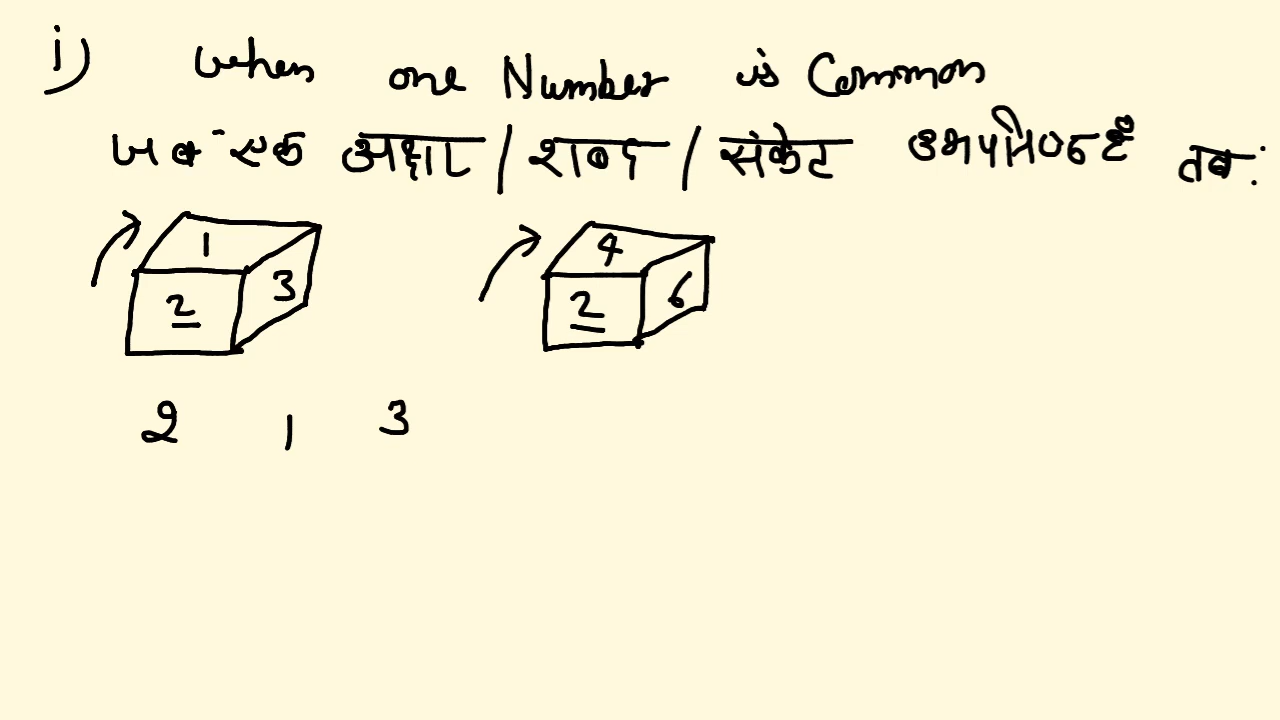 i) when one Number is Common
जब एक अक्षर / शब्द / संकेट उभयनिष्ठ है तब:
1 4
2 3 2 6
2 1 3